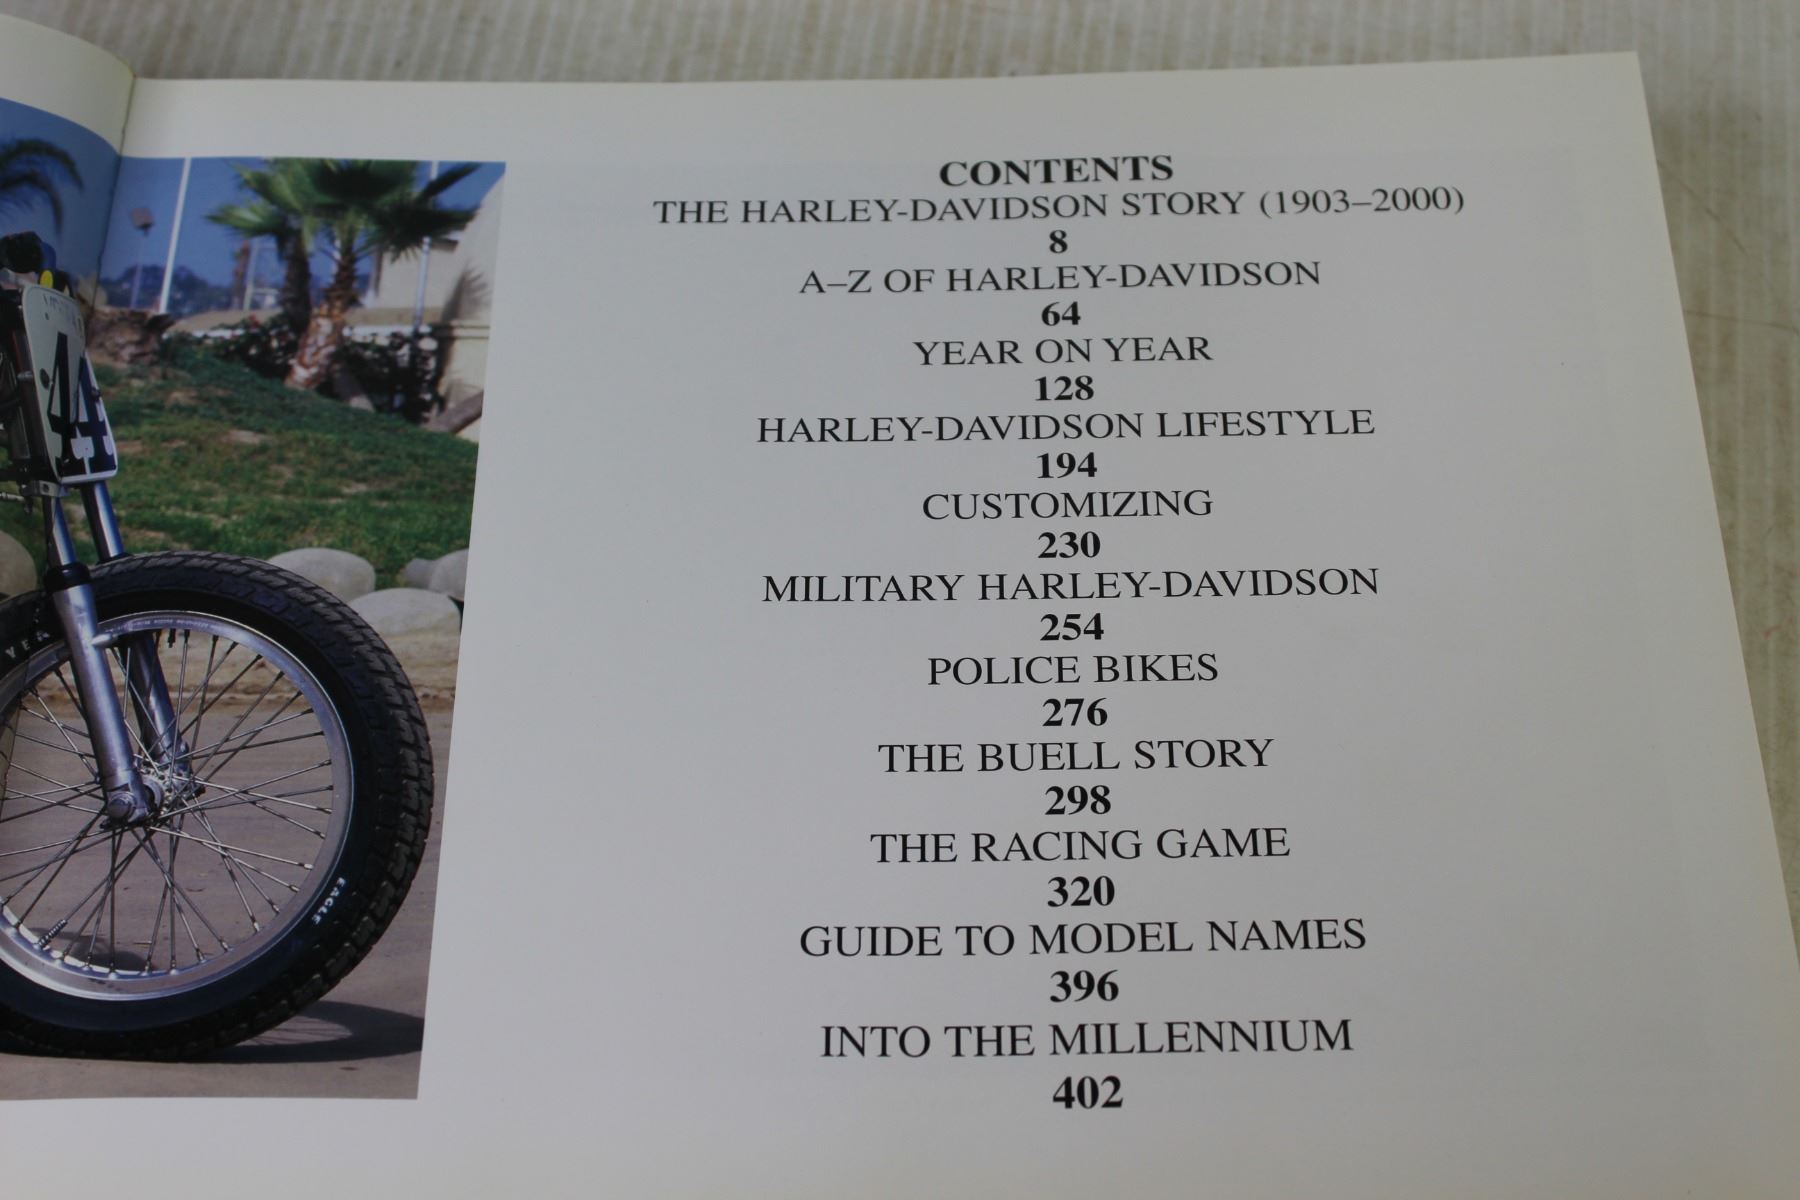 CONTENTS
THE HARLEY-DAVIDSON STORY (1903–2000)
8
A–Z OF HARLEY-DAVIDSON
64
YEAR ON YEAR
128
HARLEY-DAVIDSON LIFESTYLE
194
CUSTOMIZING
230
MILITARY HARLEY-DAVIDSON
254
POLICE BIKES
276
THE BUELL STORY
298
THE RACING GAME
320
GUIDE TO MODEL NAMES
396
INTO THE MILLENNIUM
402
44
EAGLE